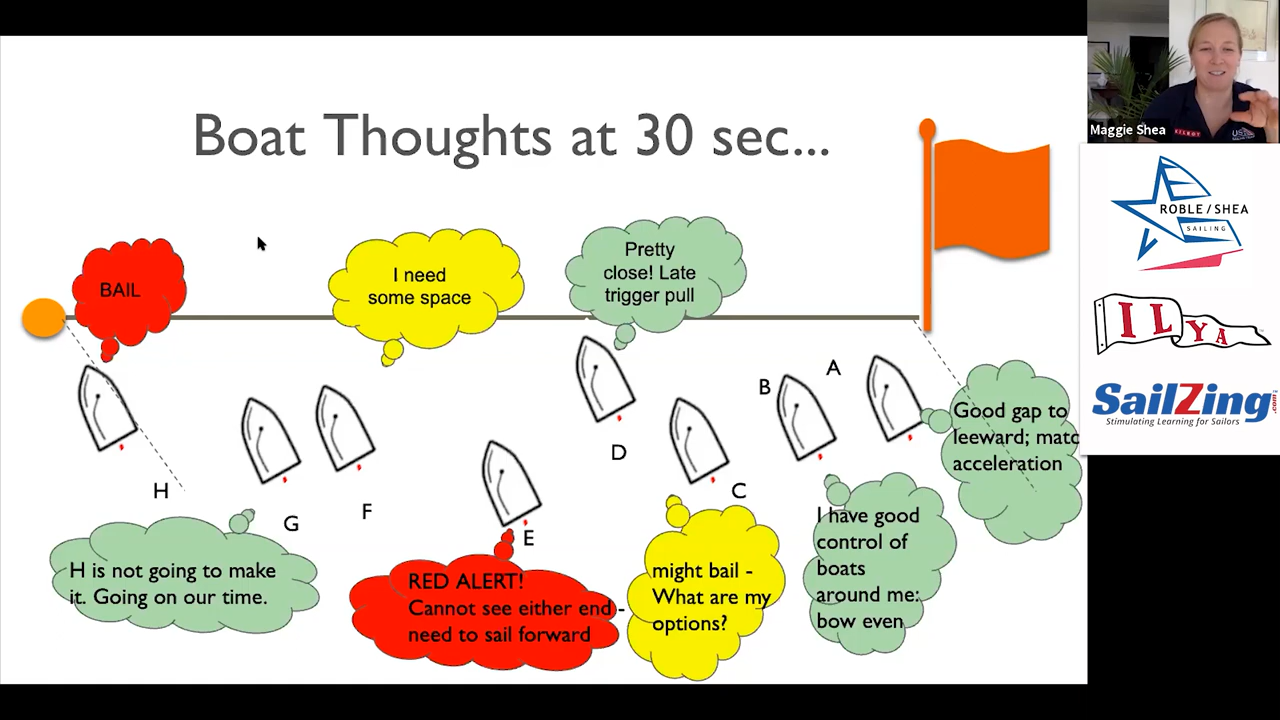 Boat Thoughts at 30 sec...
Maggie Shea
KILROY
US
ROBLE / SHEA
SAILING
ILYA
SailZing
.com
Stimulating Learning for Sailors
BAIL
I need
some space
Pretty
close! Late
trigger pull
A
B
Good gap to
leeward; matc
acceleration
D
C
H
G
F
E
I have good
control of
boats
around me:
bow even
H is not going to make
it. Going on our time.
RED ALERT!
Cannot see either end -
need to sail forward
might bail -
What are my
options?